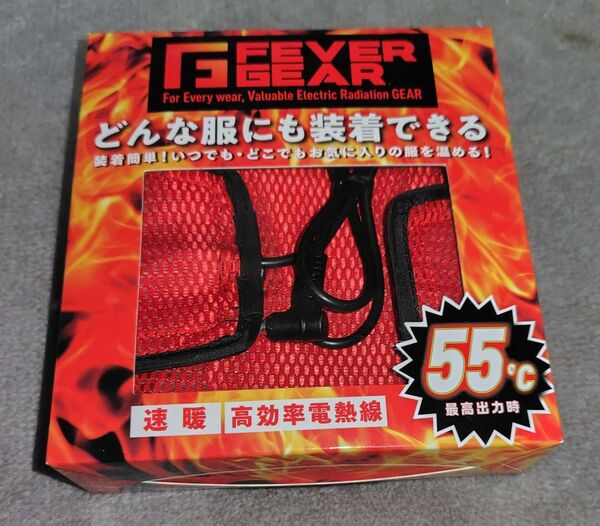 FEVER
GEAR
For Every wear, Valuable Electric Radiation GEAR
どんな服にも装着できる
装着簡単!いつでも・どこでもお気に入りの服を温める!
55℃
最高出力時
速暖 高効率電熱線